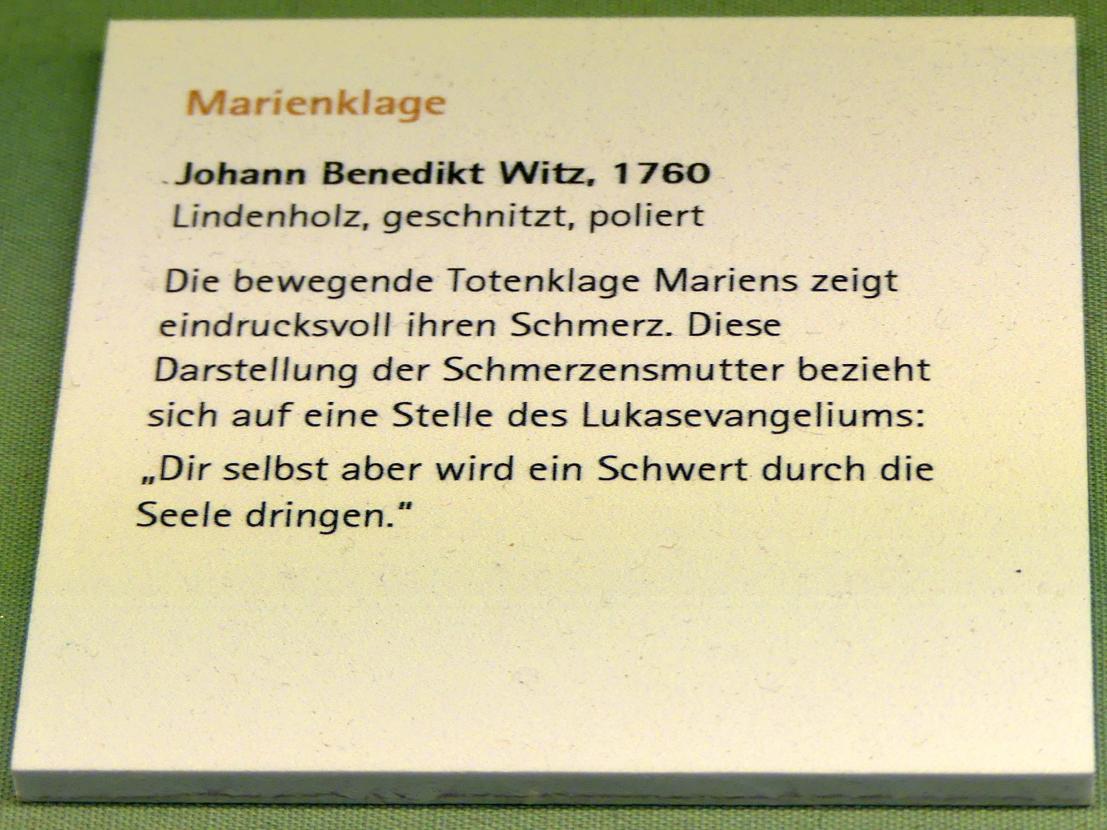 Marienklage
Johann Benedikt Witz, 1760
Lindenholz, geschnitzt, poliert
Die bewegende Totenklage Mariens zeigt
eindrucksvoll ihren Schmerz. Diese
Darstellung der Schmerzensmutter bezieht
sich auf eine Stelle des Lukasevangeliums:
„Dir selbst aber wird ein Schwert durch die
Seele dringen.“